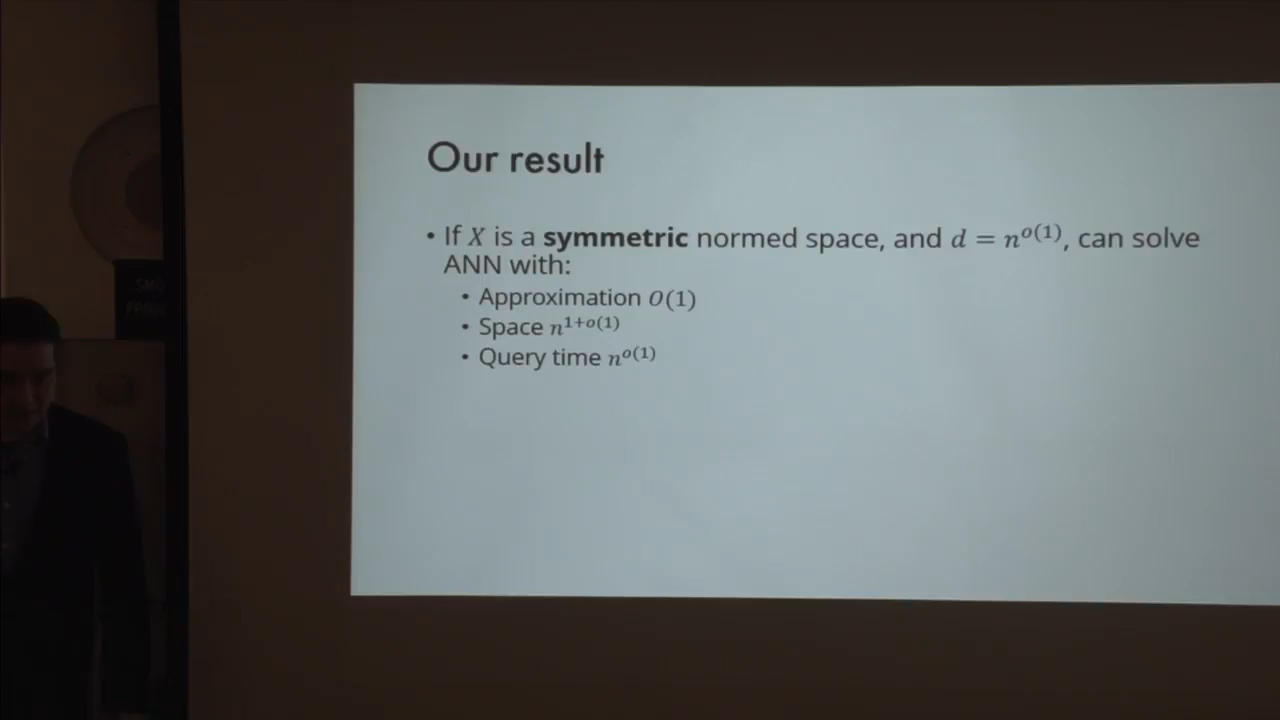 Our result
• If X is a symmetric normed space, and d = n^{o(1)}, can solve
ANN with:
• Approximation O(1)
• Space n^{1+o(1)}
• Query time n^{o(1)}